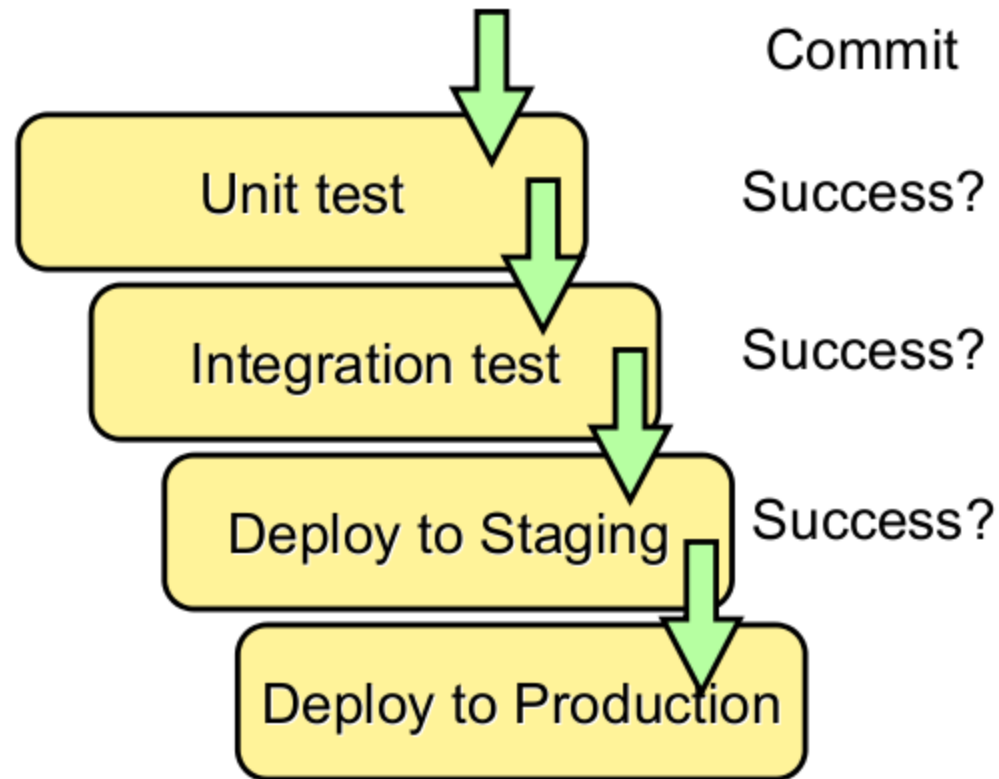 Commit
Unit test
Success?
Integration test
Success?
Deploy to Staging
Success?
Deploy to Production